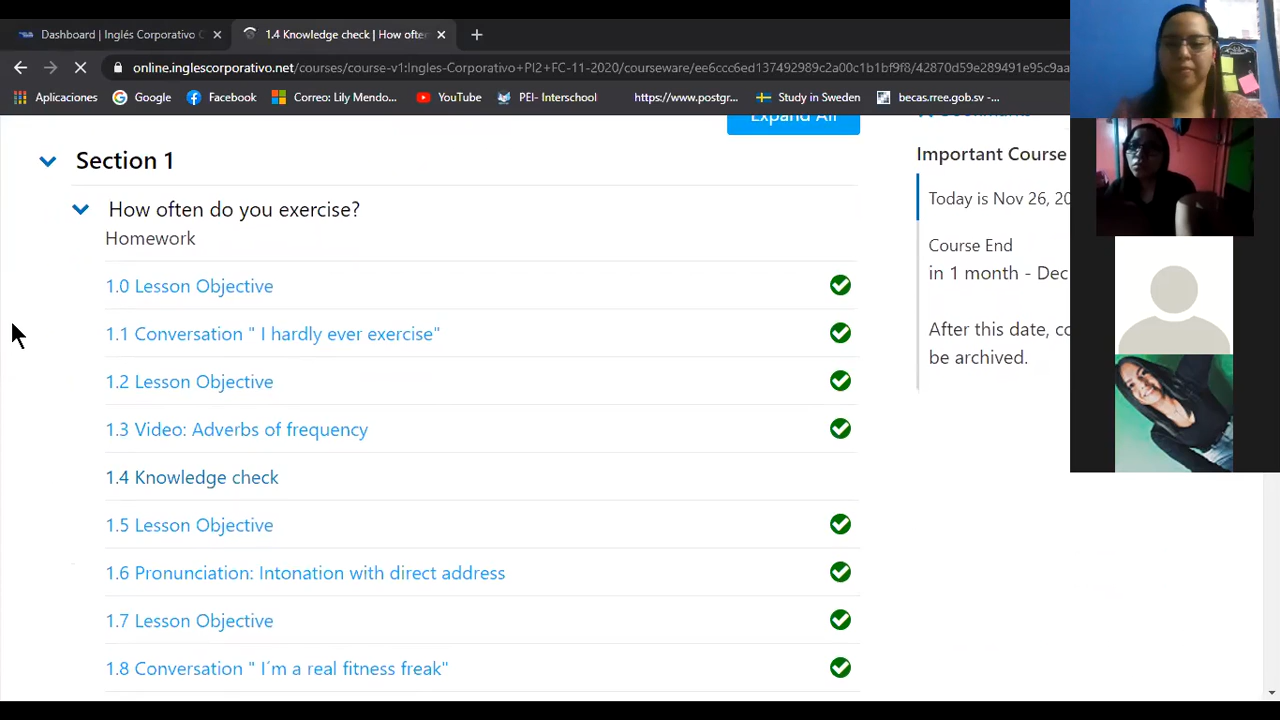 Dashboard | Inglés Corporativo C
1.4 Knowledge check | How ofte
online.inglescorporativo.net/courses/course-v1:Ingles-Corporativo+PI2+FC-11-2020/courseware/ee6ccc6ed137492989c2a00c1b1bf9f8/42870d59e289491e95c9aa
Aplicaciones
Google
Facebook
Correo: Lily Mendo...
YouTube
PEI- Interschool
https://www.postgr...
Study in Sweden
becas.rree.gob.sv -...
Expand All
Section 1
How often do you exercise?
Homework
1.0 Lesson Objective
1.1 Conversation " I hardly ever exercise"
1.2 Lesson Objective
1.3 Video: Adverbs of frequency
1.4 Knowledge check
1.5 Lesson Objective
1.6 Pronunciation: Intonation with direct address
1.7 Lesson Objective
1.8 Conversation " I´m a real fitness freak"
Important Course
Today is Nov 26, 20
Course End
in 1 month - Dec
After this date, co
be archived.